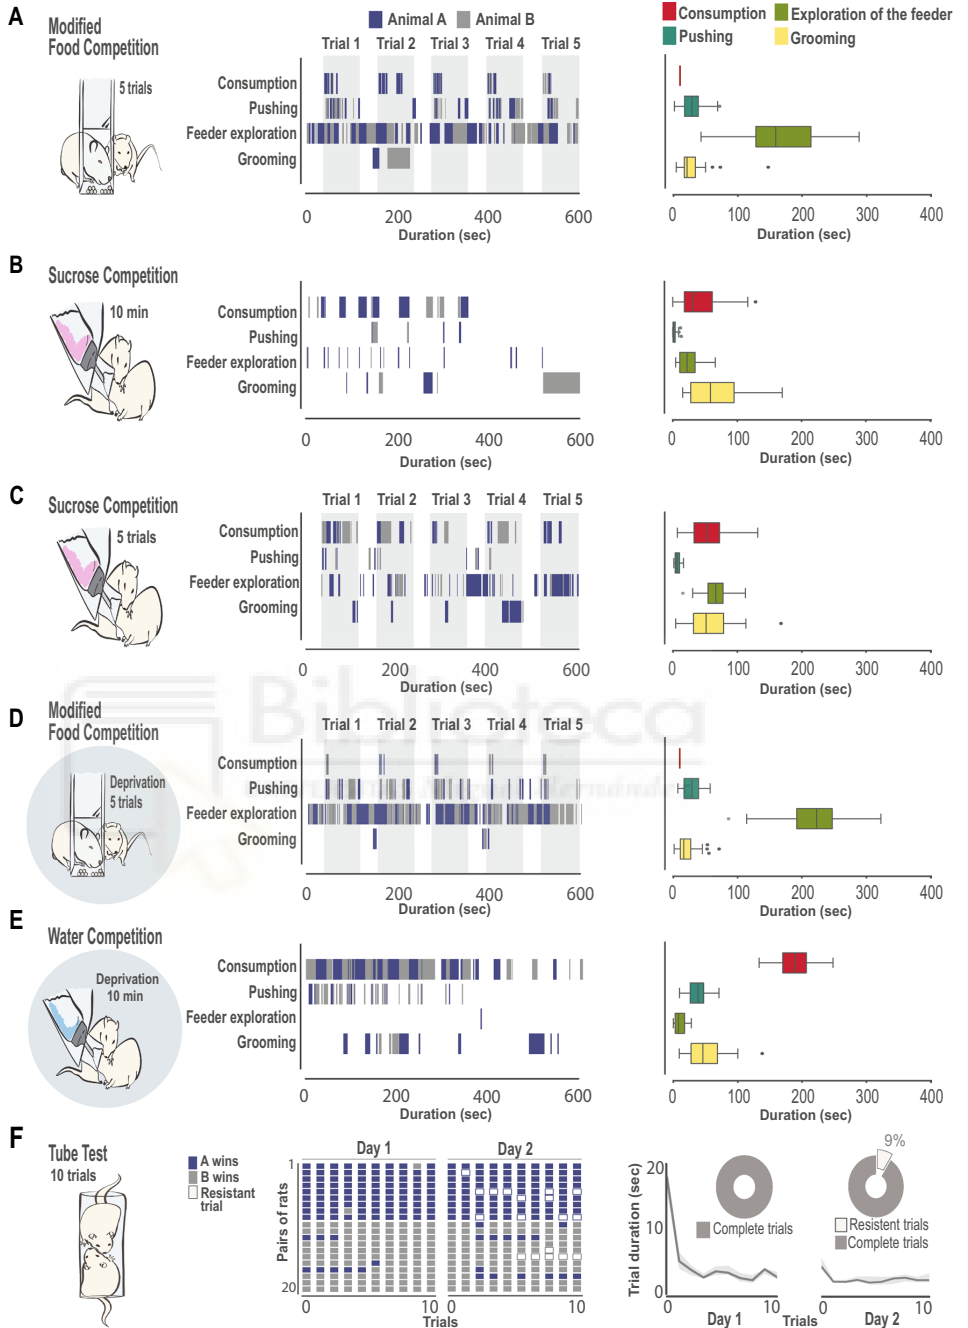 A
Modified
Food Competition
5 trials
Animal A
Animal B
Trial 1
Trial 2
Trial 3
Trial 4
Trial 5
Consumption
Pushing
Feeder exploration
Grooming
0
200
400
600
Duration (sec)
Consumption
Exploration of the feeder
Pushing
Grooming
0
100
200
300
400
Duration (sec)
B
Sucrose Competition
10 min
Consumption
Pushing
Feeder exploration
Grooming
0
200
400
600
Duration (sec)
0
100
200
300
400
Duration (sec)
C
Sucrose Competition
5 trials
Trial 1
Trial 2
Trial 3
Trial 4
Trial 5
Consumption
Pushing
Feeder exploration
Grooming
0
200
400
600
Duration (sec)
0
100
200
300
400
Duration (sec)
Biblioteca
D
Modified
Food Competition
Deprivation
5 trials
Trial 1
Trial 2
Trial 3
Trial 4
Trial 5
Consumption
Pushing
Feeder exploration
Grooming
0
200
400
600
Duration (sec)
0
100
200
300
400
Duration (sec)
E
Water Competition
Deprivation
10 min
Consumption
Pushing
Feeder exploration
Grooming
0
200
400
600
Duration (sec)
0
100
200
300
400
Duration (sec)
F
Tube Test
10 trials
A wins
B wins
Resistant
trial
Day 1
Day 2
Pairs of rats
1
20
0
10
0
10
Trials
Trial duration (sec)
20
10
0
Complete trials
9%
Resistent trials
Complete trials
0
10
0
10
Day 1
Trials
Day 2